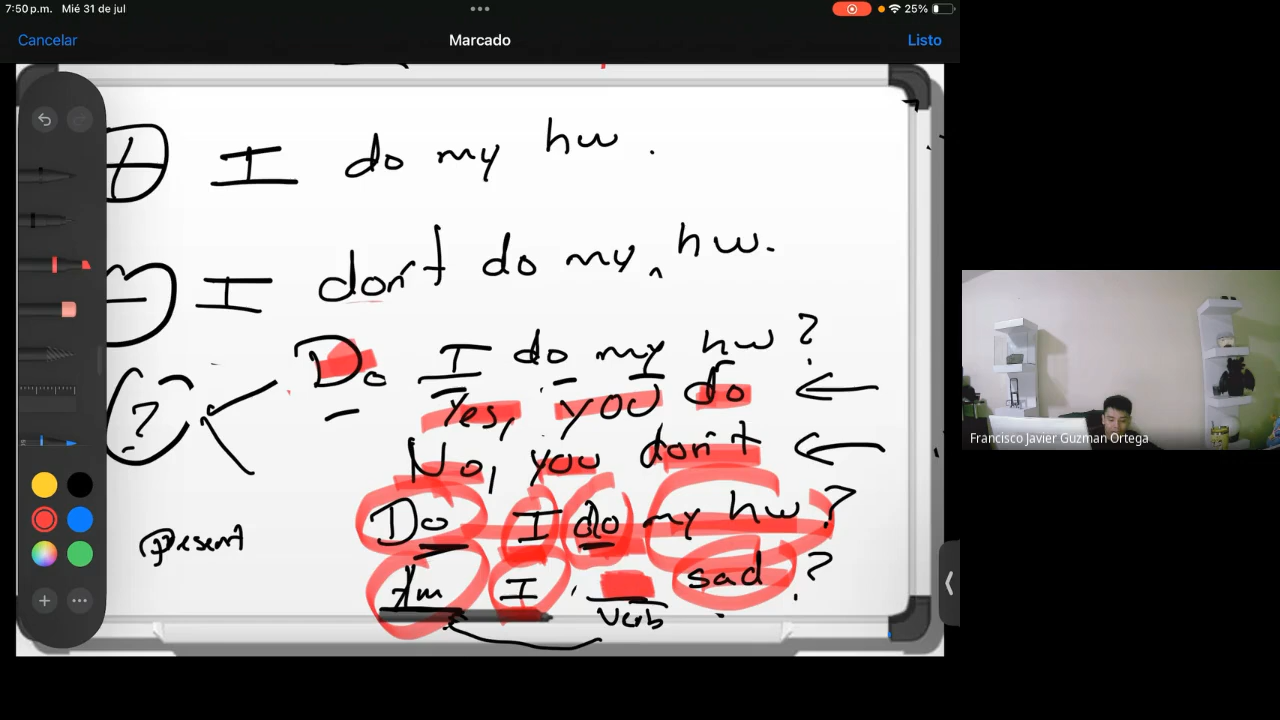 7:50 p.m. Mié 31 de jul
25%
Cancelar
Marcado
Listo
+ I do my hw.
- I don't do my hw.
? Do I do my hw?
Yes, you do
No, you don't
Do I do my hw?
present
Am I sad?
verb
Francisco Javier Guzman Ortega